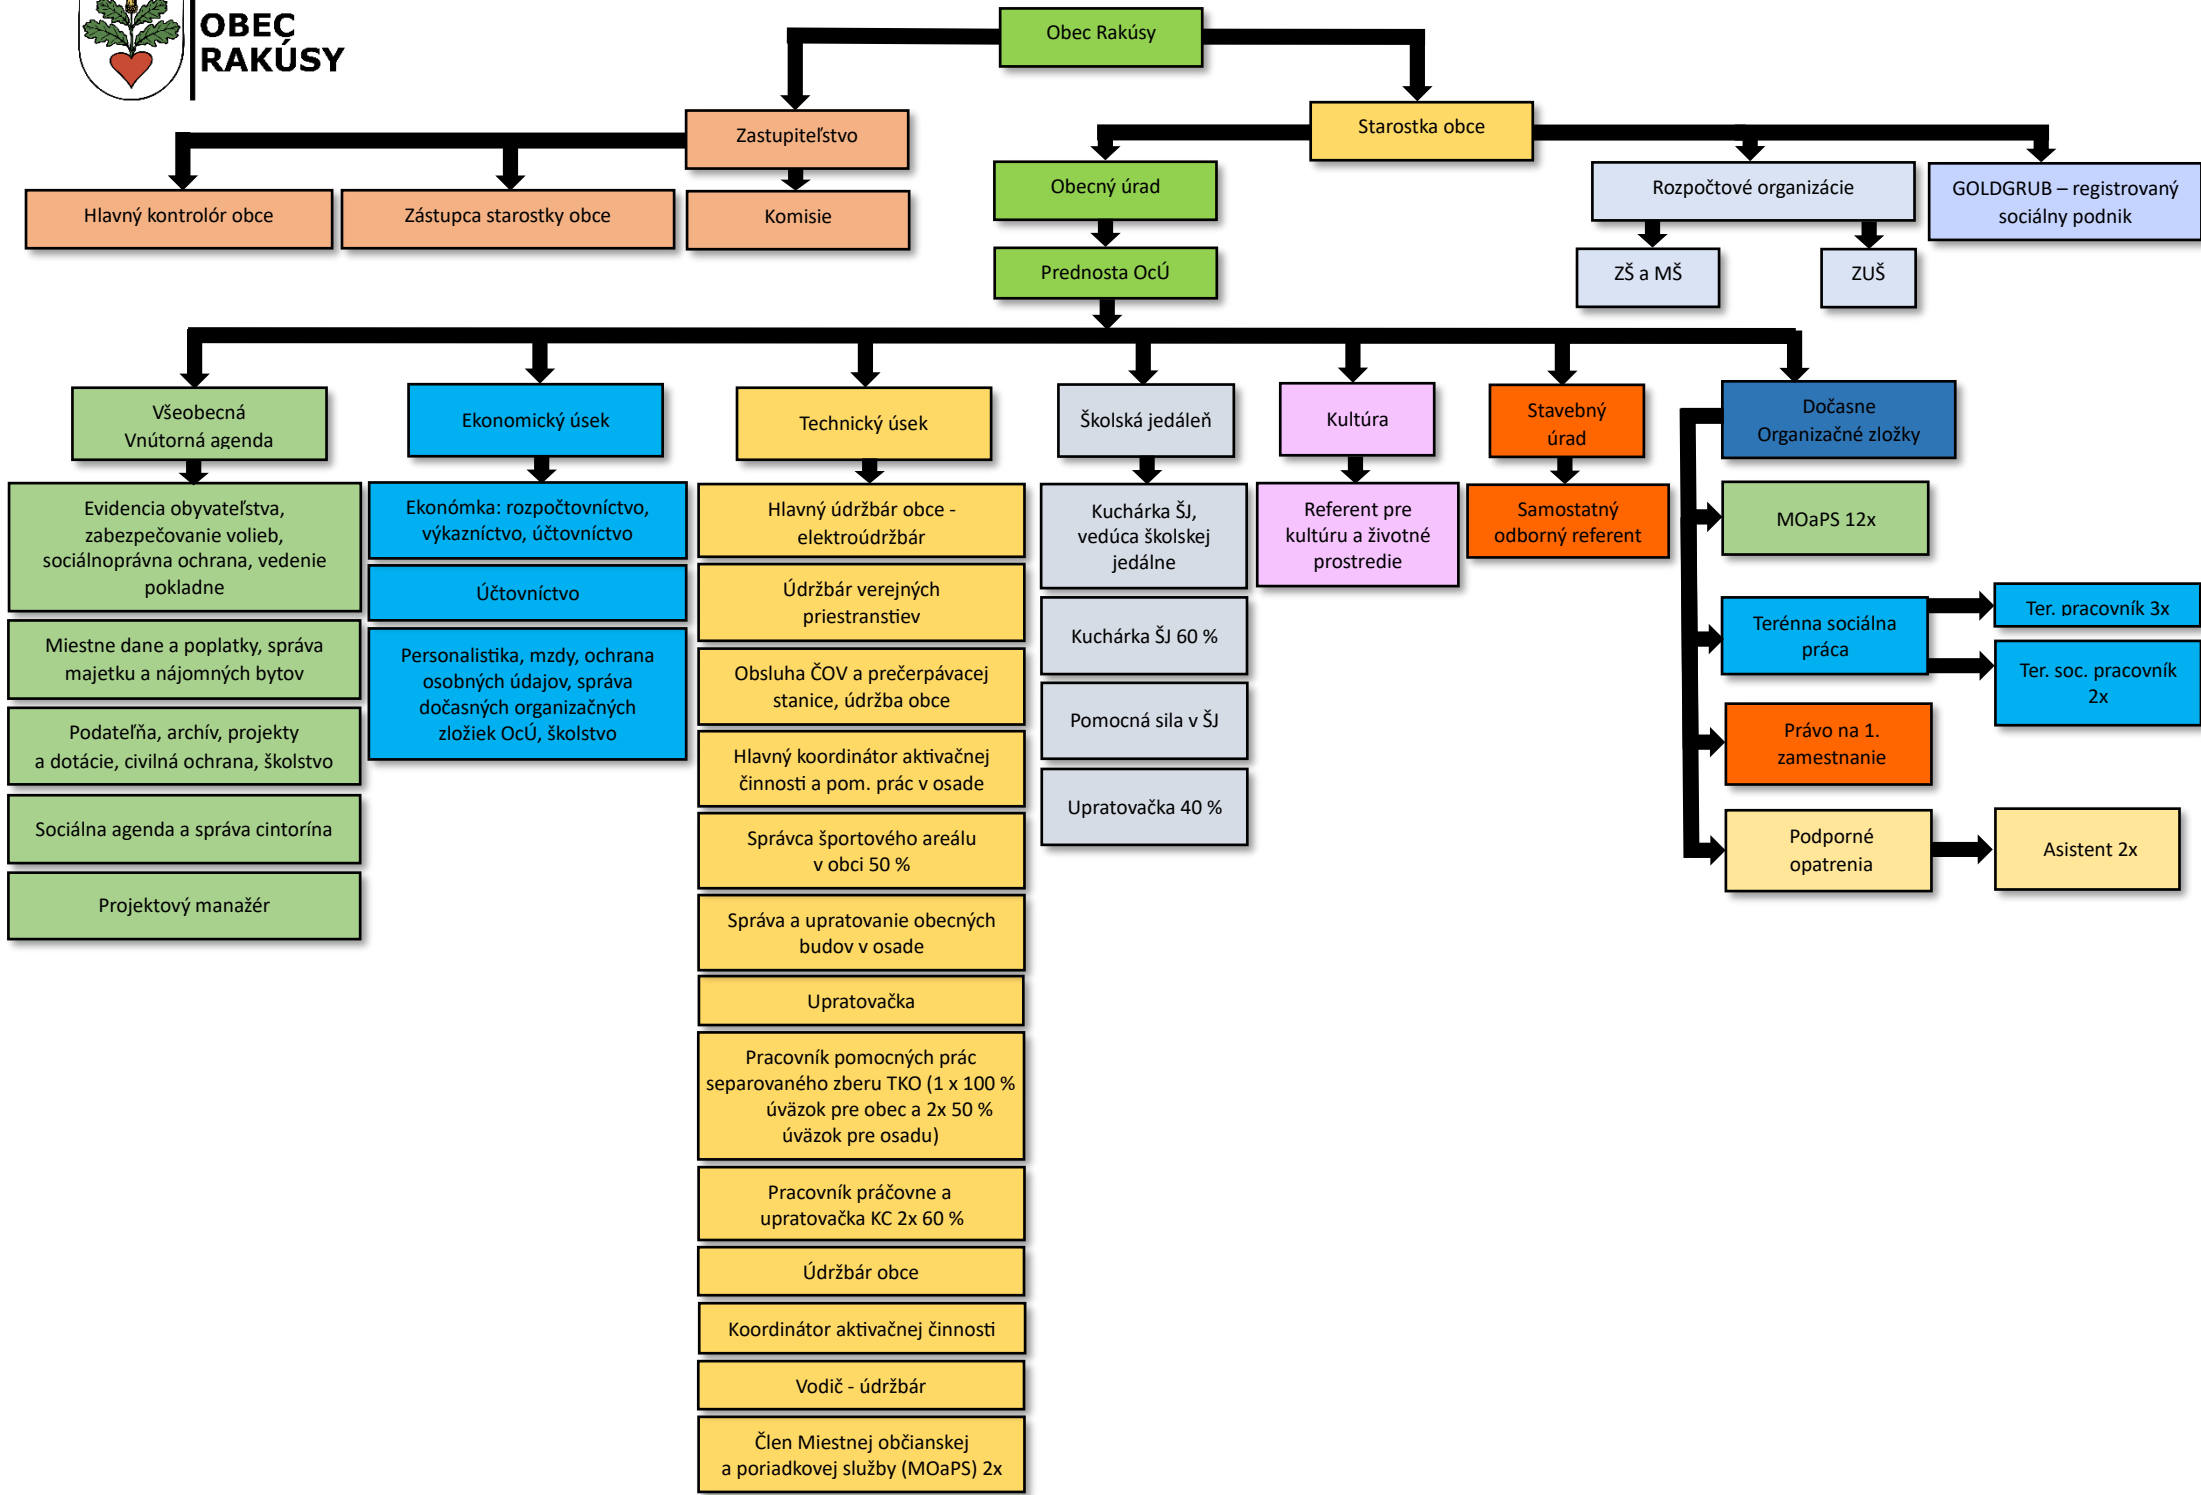 OBEC
RAKÚSY
Obec Rakúsy
Zastupiteľstvo
Starostka obce
Hlavný kontrolór obce
Zástupca starostky obce
Komisie
Obecný úrad
Rozpočtové organizácie
GOLDGRUB – registrovaný
sociálny podnik
Prednosta OcÚ
ZŠ a MŠ
ZUŠ
Všeobecná
Vnútorná agenda
Ekonomický úsek
Technický úsek
Školská jedáleň
Kultúra
Stavebný
úrad
Dočasne
Organizačné zložky
Evidencia obyvateľstva,
zabezpečovanie volieb,
sociálnoprávna ochrana, vedenie
pokladne
Miestne dane a poplatky, správa
majetku a nájomných bytov
Podateľňa, archív, projekty
a dotácie, civilná ochrana, školstvo
Sociálna agenda a správa cintorína
Projektový manažér
Ekonómka: rozpočtovníctvo,
výkazníctvo, účtovníctvo
Účtovníctvo
Personalistika, mzdy, ochrana
osobných údajov, správa
dočasných organizačných
zložiek OcÚ, školstvo
Hlavný údržbár obce -
elektroúdržbár
Údržbár verejných
priestranstiev
Obsluha ČOV a prečerpávacej
stanice, údržba obce
Hlavný koordinátor aktivačnej
činnosti a pom. prác v osade
Správca športového areálu
v obci 50 %
Správa a upratovanie obecných
budov v osade
Upratovačka
Pracovník pomocných prác
separovaného zberu TKO (1 x 100 %
úväzok pre obec a 2x 50 %
úväzok pre osadu)
Pracovník práčovne a
upratovačka KC 2x 60 %
Údržbár obce
Koordinátor aktivačnej činnosti
Vodič - údržbár
Člen Miestnej občianskej
a poriadkovej služby (MOaPS) 2x
Kuchárka ŠJ,
vedúca školskej
jedálne
Kuchárka ŠJ 60 %
Pomocná sila v ŠJ
Upratovačka 40 %
Referent pre
kultúru a životné
prostredie
Samostatný
odborný referent
MOaPS 12x
Terénna sociálna
práca
Ter. pracovník 3x
Ter. soc. pracovník
2x
Právo na 1.
zamestnanie
Podporné
opatrenia
Asistent 2x